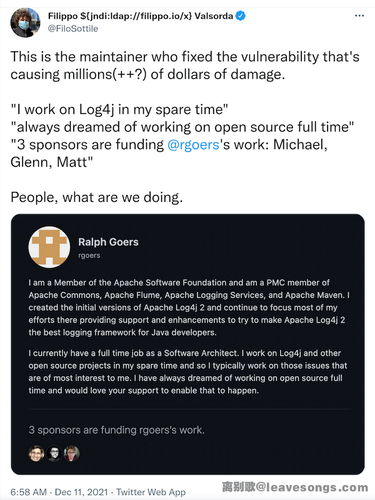 Filippo ${jndi:ldap://filippo.io/x} Valsorda
@FiloSottile
This is the maintainer who fixed the vulnerability that's
causing millions(++?) of dollars of damage.
"I work on Log4j in my spare time"
"always dreamed of working on open source full time"
"3 sponsors are funding @rgoers's work: Michael,
Glenn, Matt"
People, what are we doing.
Ralph Goers
rgoers
I am a Member of the Apache Software Foundation and am a PMC member of
Apache Commons, Apache Flume, Apache Logging Services, and Apache Maven. I
created the initial versions of Apache Log4j 2 and continue to focus most of my
efforts there providing support and enhancements to try to make Apache Log4j 2
the best logging framework for Java developers.
I currently have a full time job as a Software Architect. I work on Log4j and other
open source projects in my spare time and so I typically work on those issues that
are of most interest to me. I have always dreamed of working on open source full
time and would love your support to enable that to happen.
3 sponsors are funding rgoers's work.
离别歌@leavesongs.com
6:58 AM · Dec 11, 2021 · Twitter Web App